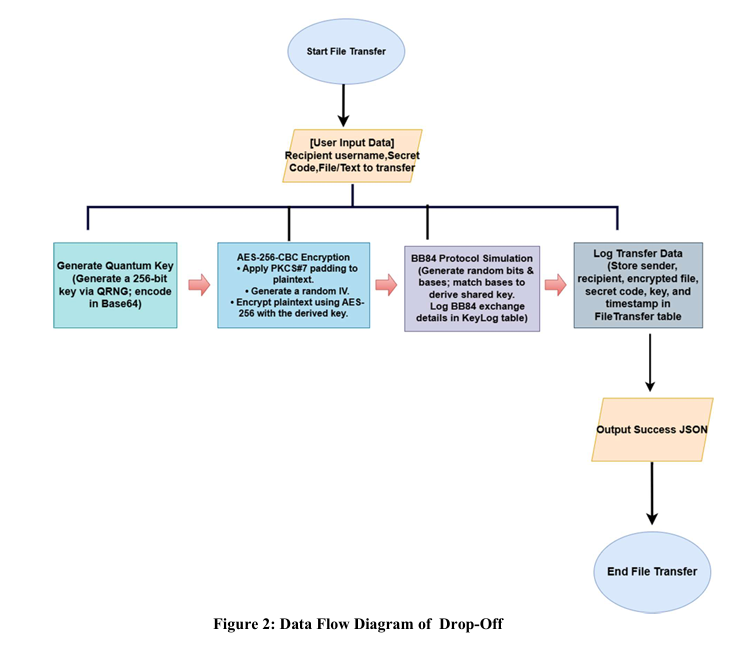 Start File Transfer
[User Input Data]
Recipient username,Secret
Code,File/Text to transfer
Generate Quantum Key
(Generate a 256-bit
key via QRNG; encode
in Base64)
AES-256-CBC Encryption
• Apply PKCS#7 padding to
plaintext.
• Generate a random IV.
• Encrypt plaintext using AES-
256 with the derived key.
BB84 Protocol Simulation
(Generate random bits &
bases; match bases to
derive shared key.
Log BB84 exchange
details in KeyLog table)
Log Transfer Data
(Store sender,
recipient, encrypted file,
secret code, key, and
timestamp in
FileTransfer table
Output Success JSON
End File Transfer
Figure 2: Data Flow Diagram of Drop-Off